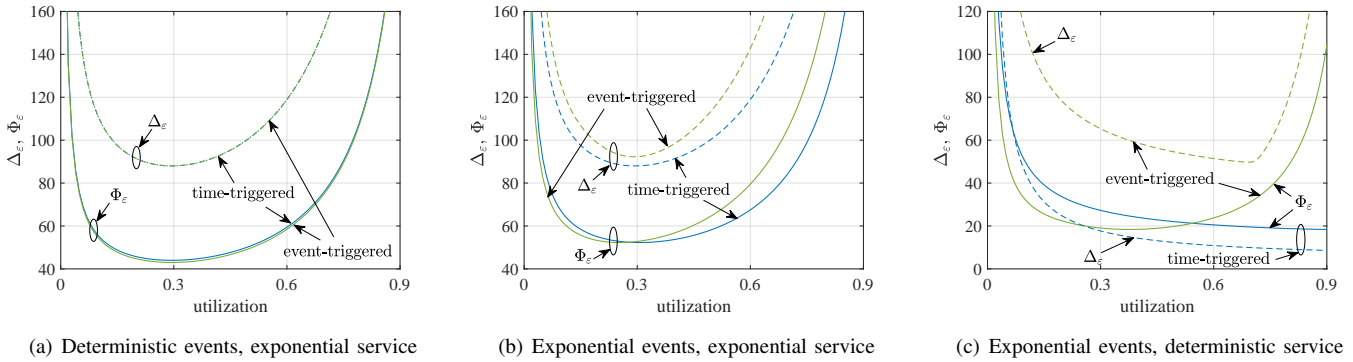 160
140
120
100
80
60
40
Δε, Φε
0
0.3
0.6
0.9
utilization
Δε
Φε
time-triggered
event-triggered
(a) Deterministic events, exponential service
160
140
120
100
80
60
40
Δε, Φε
0
0.3
0.6
0.9
utilization
event-triggered
Δε
time-triggered
Φε
(b) Exponential events, exponential service
120
100
80
60
40
20
0
Δε, Φε
0
0.3
0.6
0.9
utilization
Δε
event-triggered
Φε
Δε
time-triggered
(c) Exponential events, deterministic service